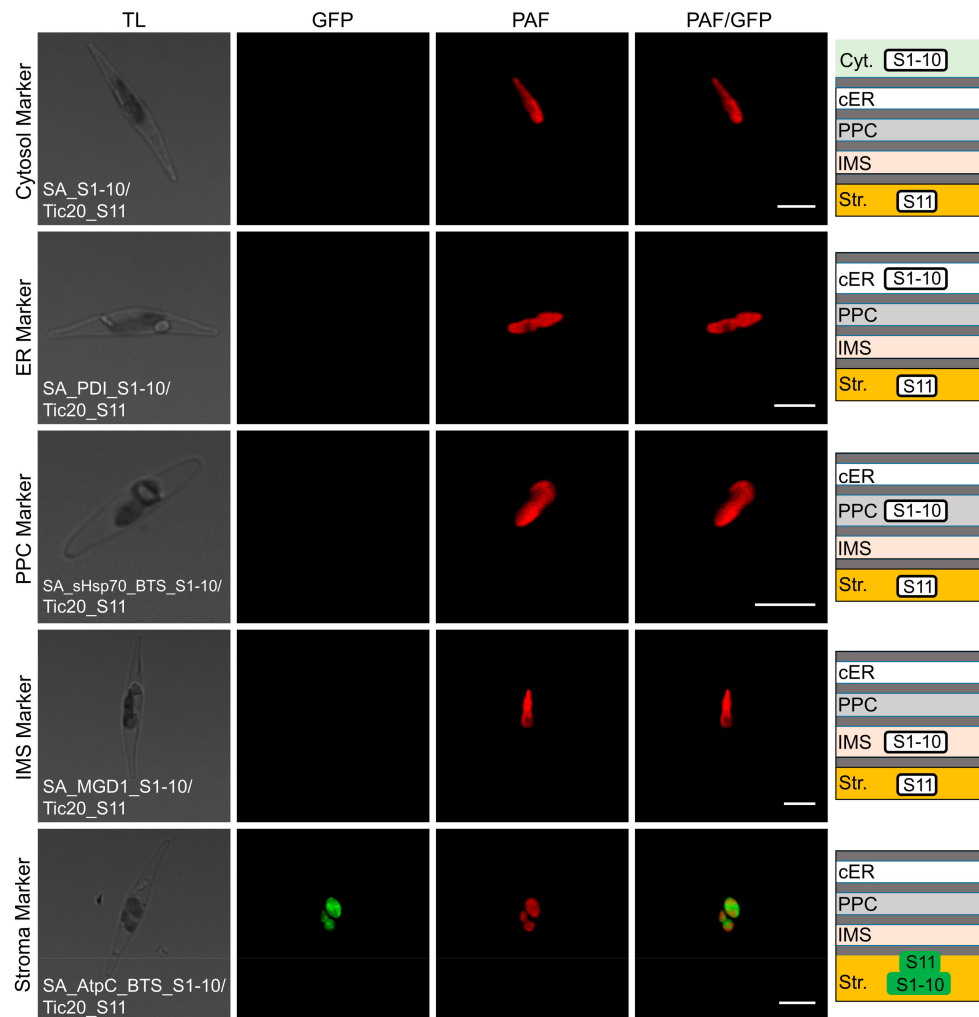 TL GFP PAF PAF/GFP
Cytosol Marker
SA_S1-10/
Tic20_S11
Cyt. S1-10
cER
PPC
IMS
Str. S11
ER Marker
SA_PDI_S1-10/
Tic20_S11
cER S1-10
PPC
IMS
Str. S11
PPC Marker
SA_sHsp70_BTS_S1-10/
Tic20_S11
cER
PPC S1-10
IMS
Str. S11
IMS Marker
SA_MGD1_S1-10/
Tic20_S11
cER
PPC
IMS S1-10
Str. S11
Stroma Marker
SA_AtpC_BTS_S1-10/
Tic20_S11
cER
PPC
IMS
S11
Str. S1-10